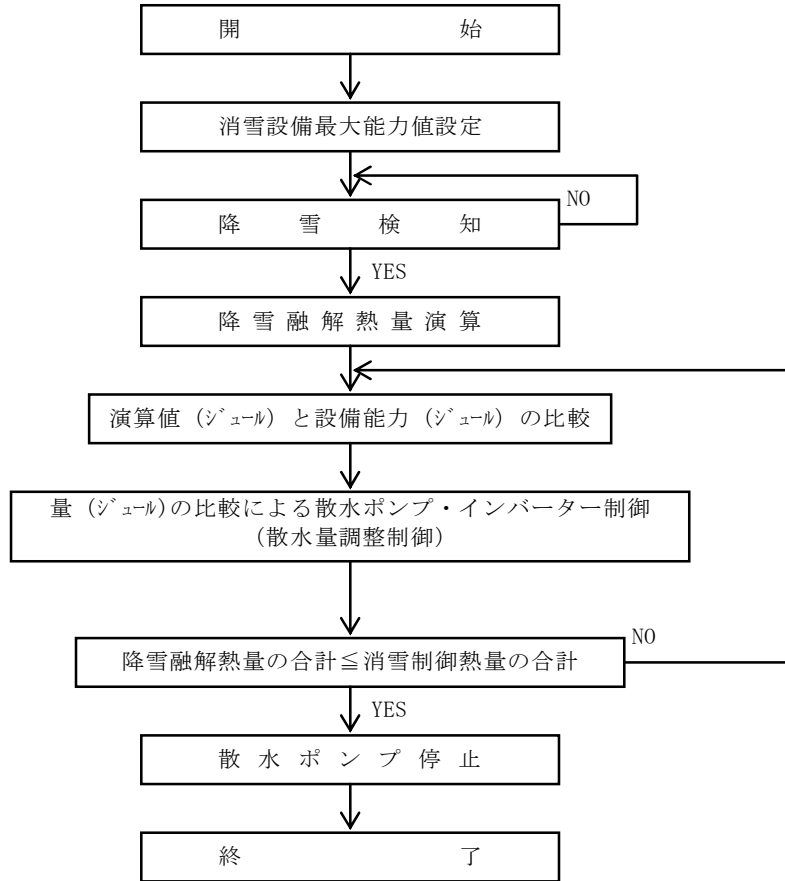 開始
消雪設備最大能力値設定
NO
降雪検知
YES
降雪融解熱量演算
演算値（ジュール）と設備能力（ジュール）の比較
量（ジュール）の比較による散水ポンプ・インバーター制御
（散水量調整制御）
NO
降雪融解熱量の合計≦消雪制御熱量の合計
YES
散水ポンプ停止
終了